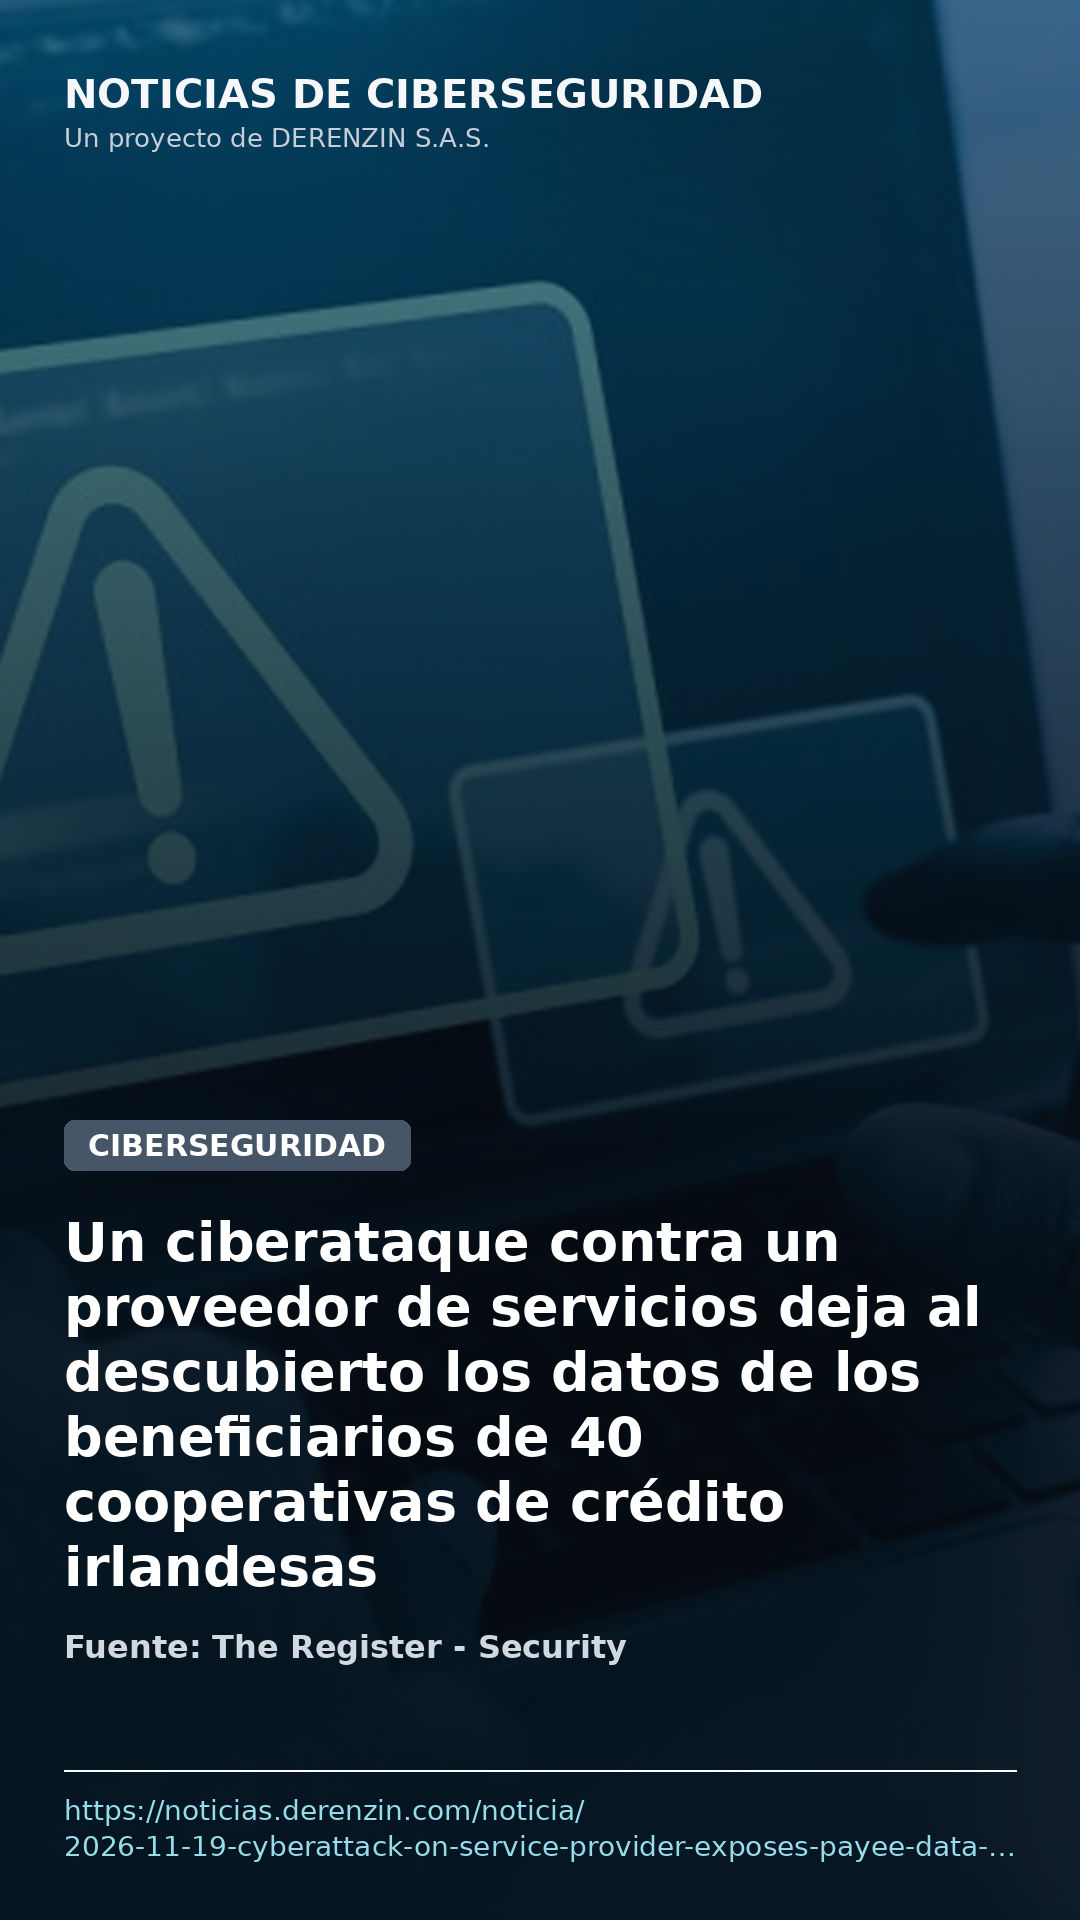 NOTICIAS DE CIBERSEGURIDAD
Un proyecto de DERENZIN S.A.S.
CIBERSEGURIDAD
Un ciberataque contra un
proveedor de servicios deja al
descubierto los datos de los
beneficiarios de 40
cooperativas de crédito
irlandesas
Fuente: The Register - Security
https://noticias.derenzin.com/noticia/
2026-11-19-cyberattack-on-service-provider-exposes-payee-data-...